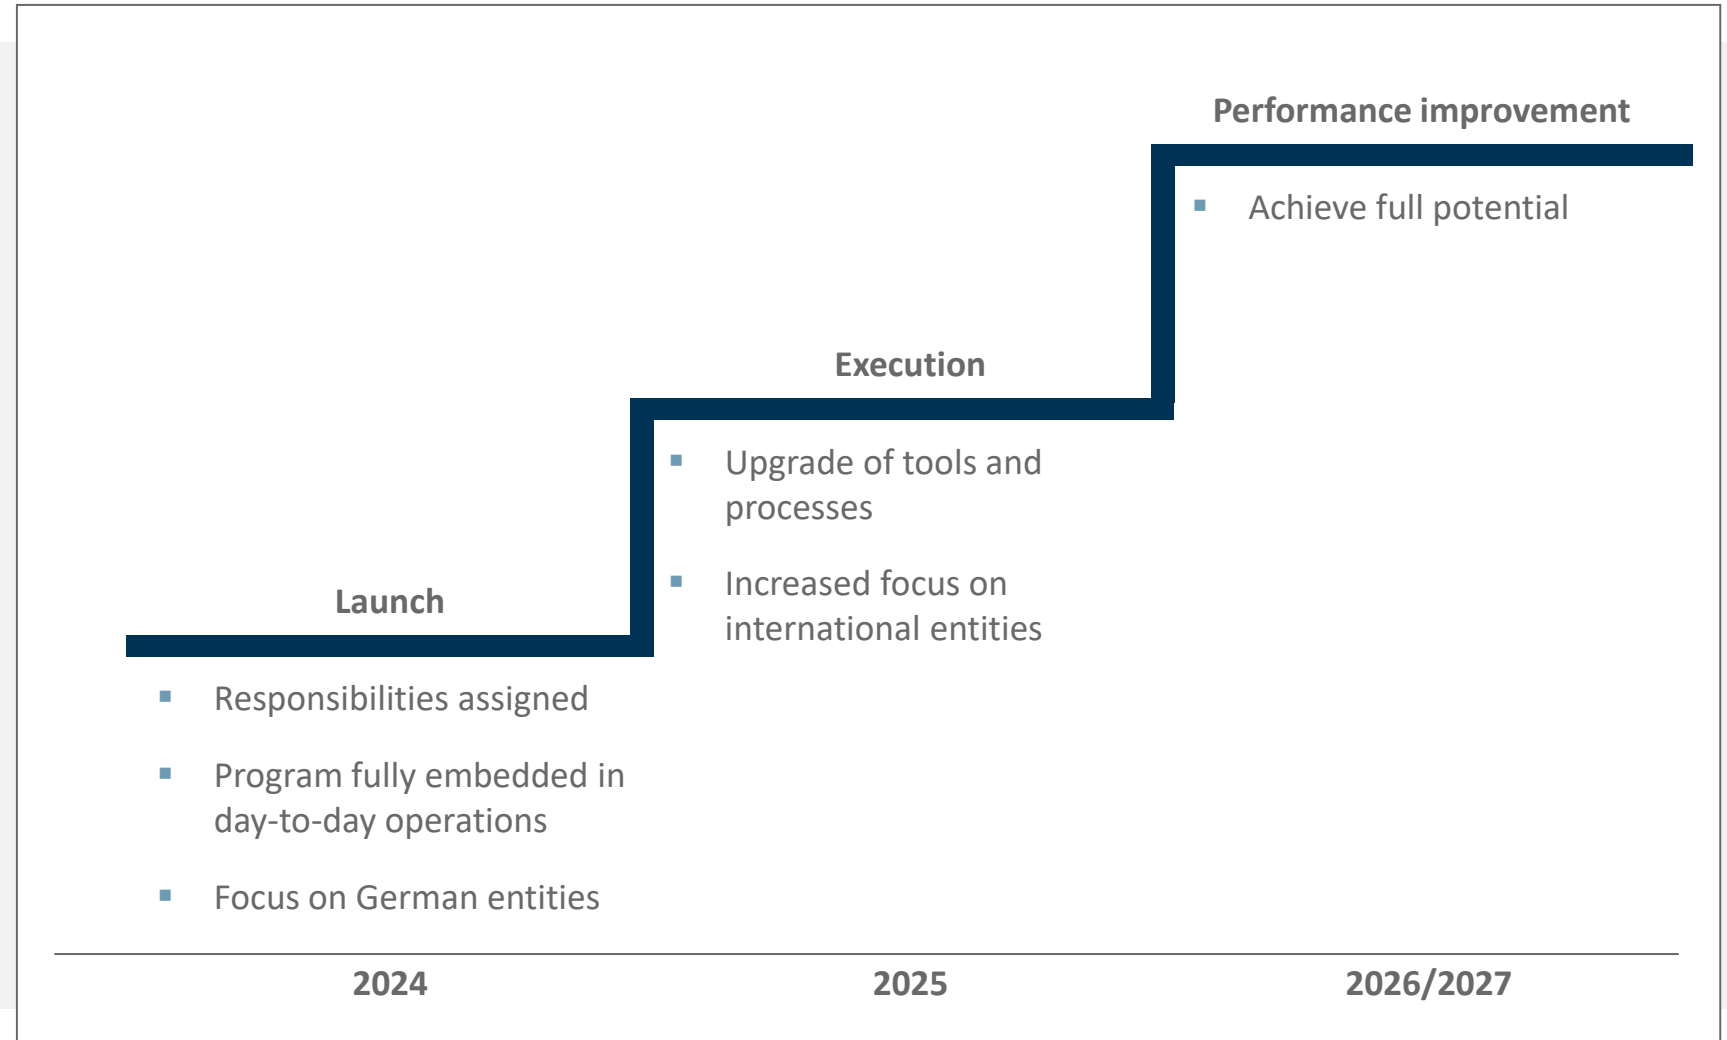 Performance improvement
Achieve full potential
Execution
Upgrade of tools and
processes
Increased focus on
international entities
Launch
Responsibilities assigned
Program fully embedded in
day-to-day operations
Focus on German entities
2024
2025
2026/2027